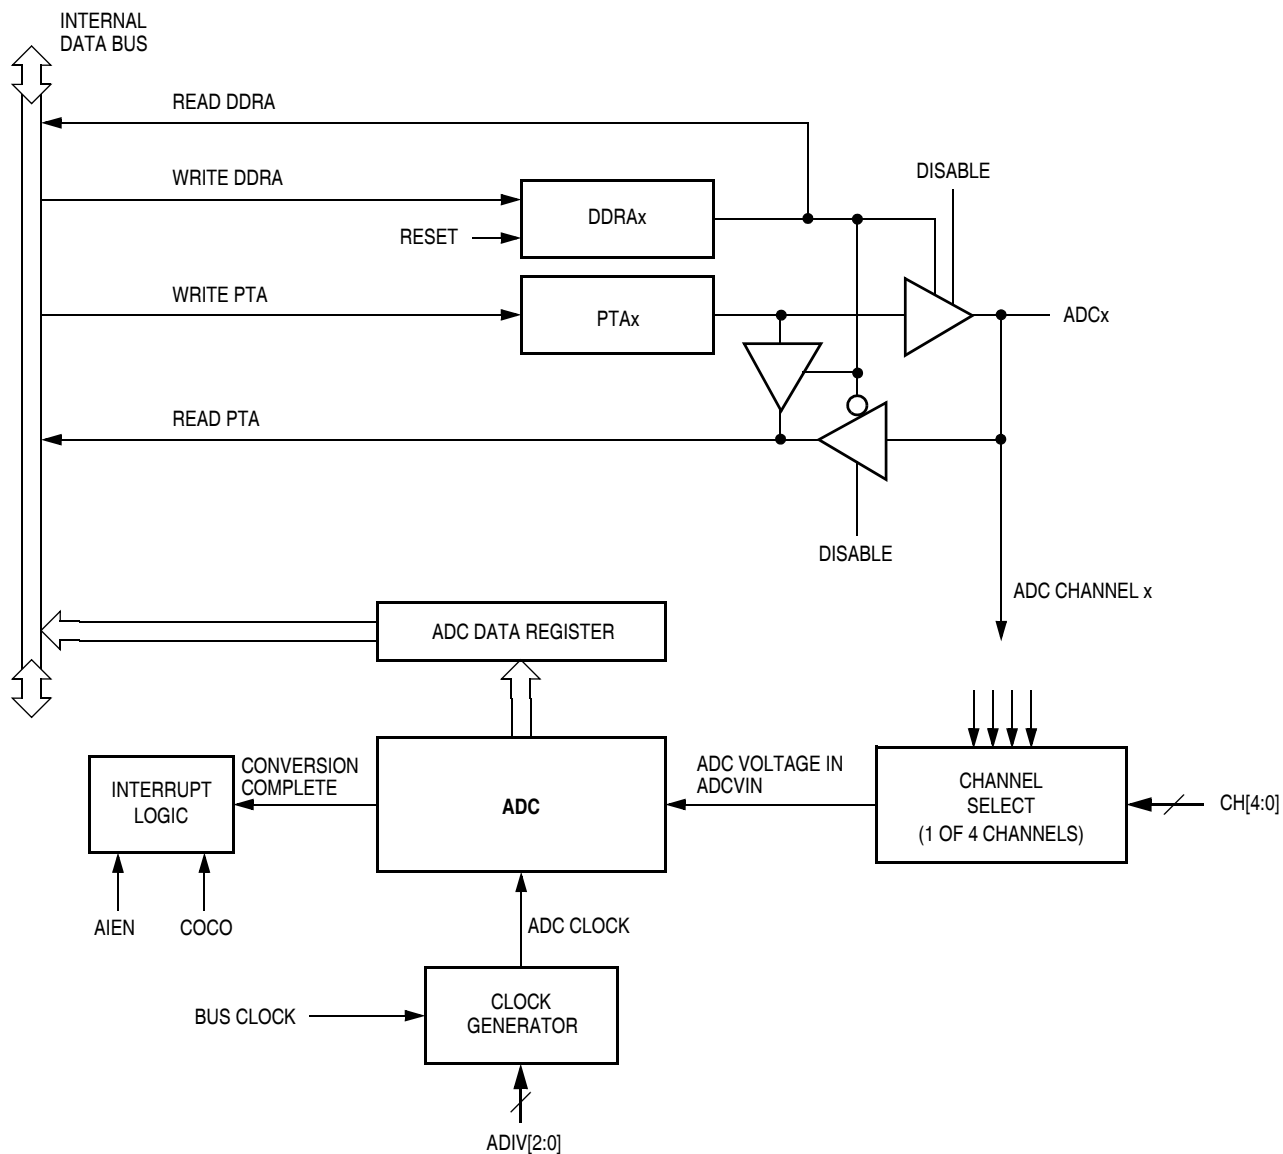 INTERNAL
DATA BUS
READ DDRA
WRITE DDRA
DISABLE
DDRAx
RESET
WRITE PTA
PTAx
ADCx
READ PTA
DISABLE
ADC CHANNEL x
ADC DATA REGISTER
INTERRUPT
LOGIC
CONVERSION
COMPLETE
ADC
ADC VOLTAGE IN
ADCVIN
CHANNEL
SELECT
(1 OF 4 CHANNELS)
CH[4:0]
AIEN
COCO
ADC CLOCK
BUS CLOCK
CLOCK
GENERATOR
ADIV[2:0]